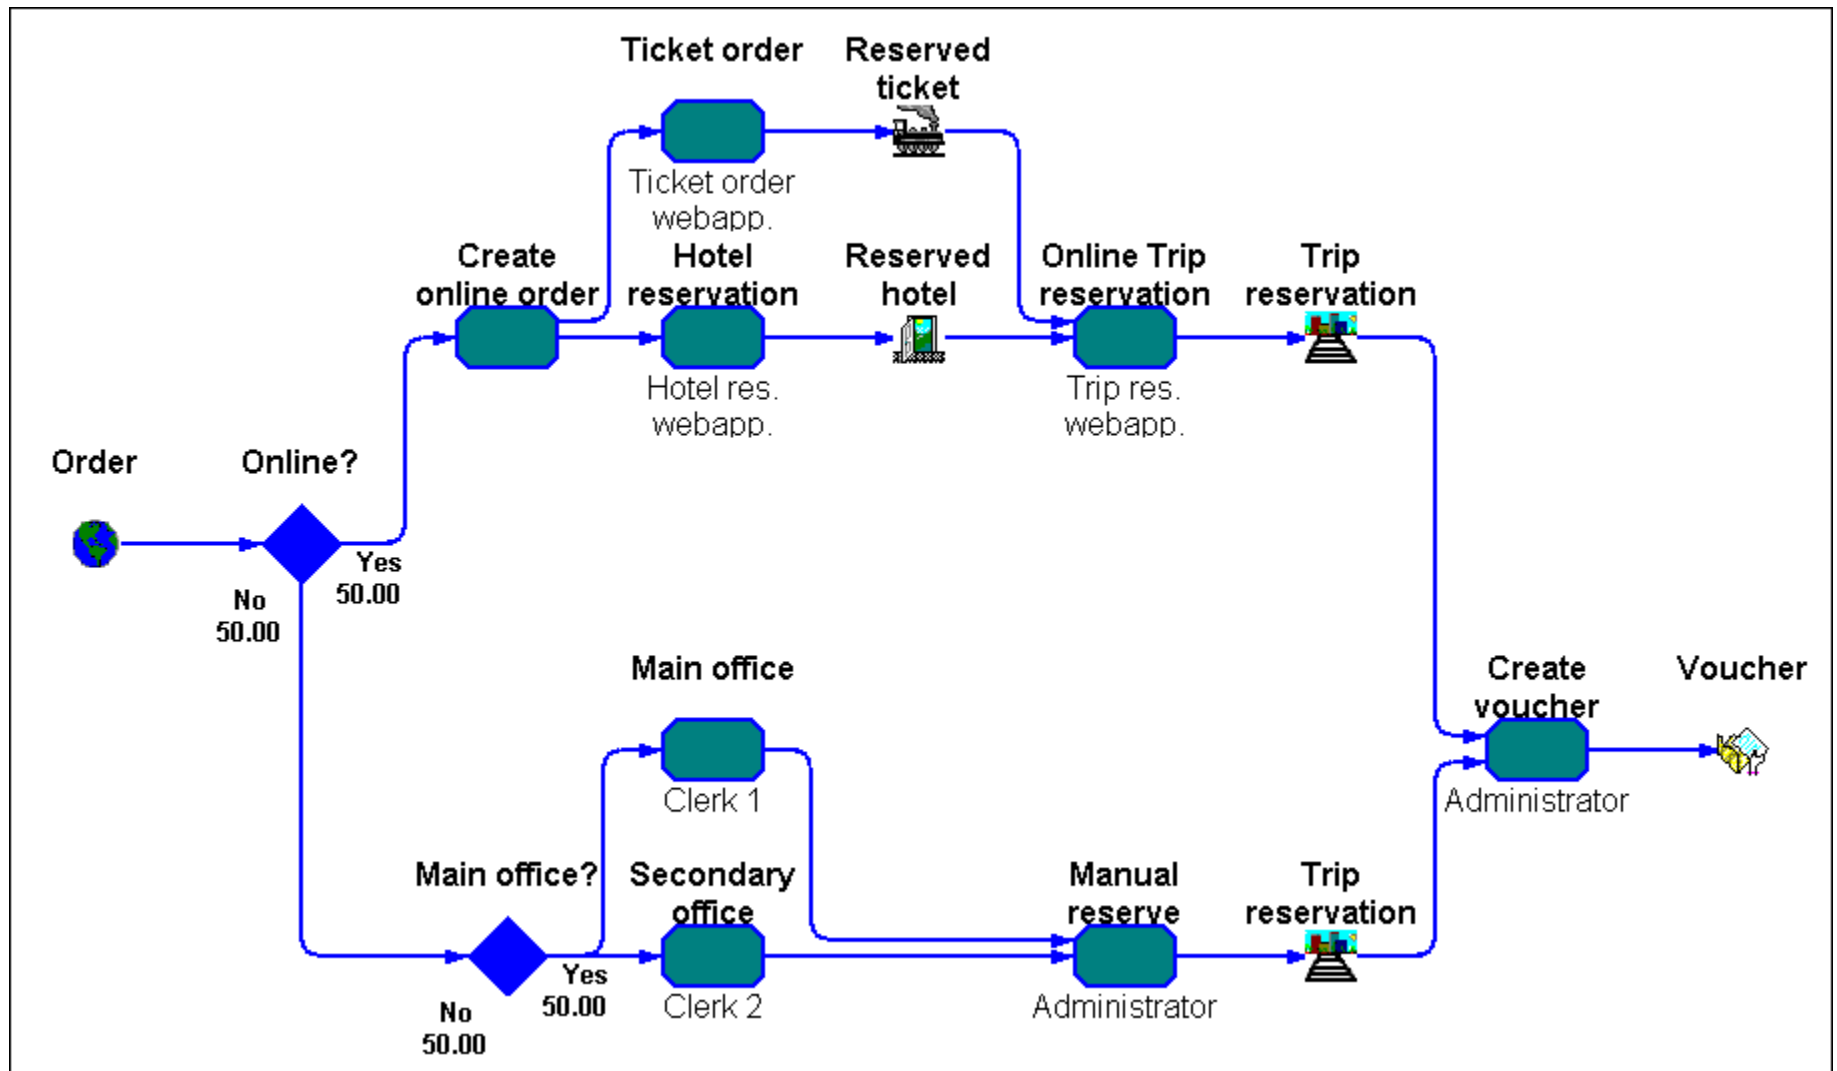 Ticket order
Reserved
ticket
Ticket order
webapp.
Create
online order
Hotel
reservation
Reserved
hotel
Online Trip
reservation
Trip
reservation
Hotel res.
webapp.
Trip res.
webapp.
Order
Online?
Yes
50.00
No
50.00
Main office
Clerk 1
Create
voucher
Voucher
Administrator
Main office?
Secondary
office
Manual
reserve
Trip
reservation
Yes
50.00
No
50.00
Clerk 2
Administrator